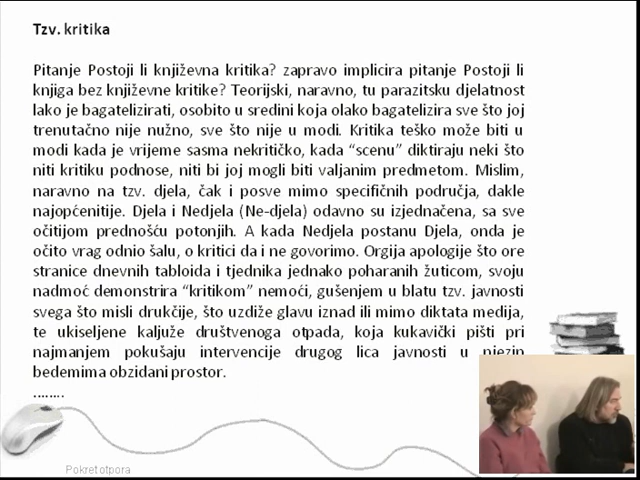 Tzv. kritika
Pitanje Postoji li književna kritika? zapravo implicira pitanje Postoji li
knjiga bez književne kritike? Teorijski, naravno, tu parazitsku djelatnost
lako je bagatelizirati, osobito u sredini koja olako bagatelizira sve što joj
trenutačno nije nužno, sve što nije u modi. Kritika teško može biti u
modi kada je vrijeme sasma nekritičko, kada “scenu” diktiraju neki što
niti kritiku podnose, niti bi joj mogli biti valjanim predmetom. Mislim,
naravno na tzv. djela, čak i posve mimo specifičnih područja, dakle
najopćenitije. Djela i Nedjela (Ne-djela) odavno su izjednačena, sa sve
očitijom prednošću potonjih. A kada Nedjela postanu Djela, onda je
očito vrag odnio šalu, o kritici da i ne govorimo. Orgija apologije što ore
stranice dnevnih tabloida i tjednika jednako poharanih žuticom, svoju
nadmoć demonstrira “kritikom” nemoći, gušenjem u blatu tzv. javnosti
svega što misli drukčije, što uzdiže glavu iznad ili mimo diktata medija,
te ukiseljene kaljuže društvenoga otpada, koja kukavički pišti pri
najmanjem pokušaju intervencije drugog lica javnosti u njezin
bedemima obzidani prostor.
........
Pokret otpora